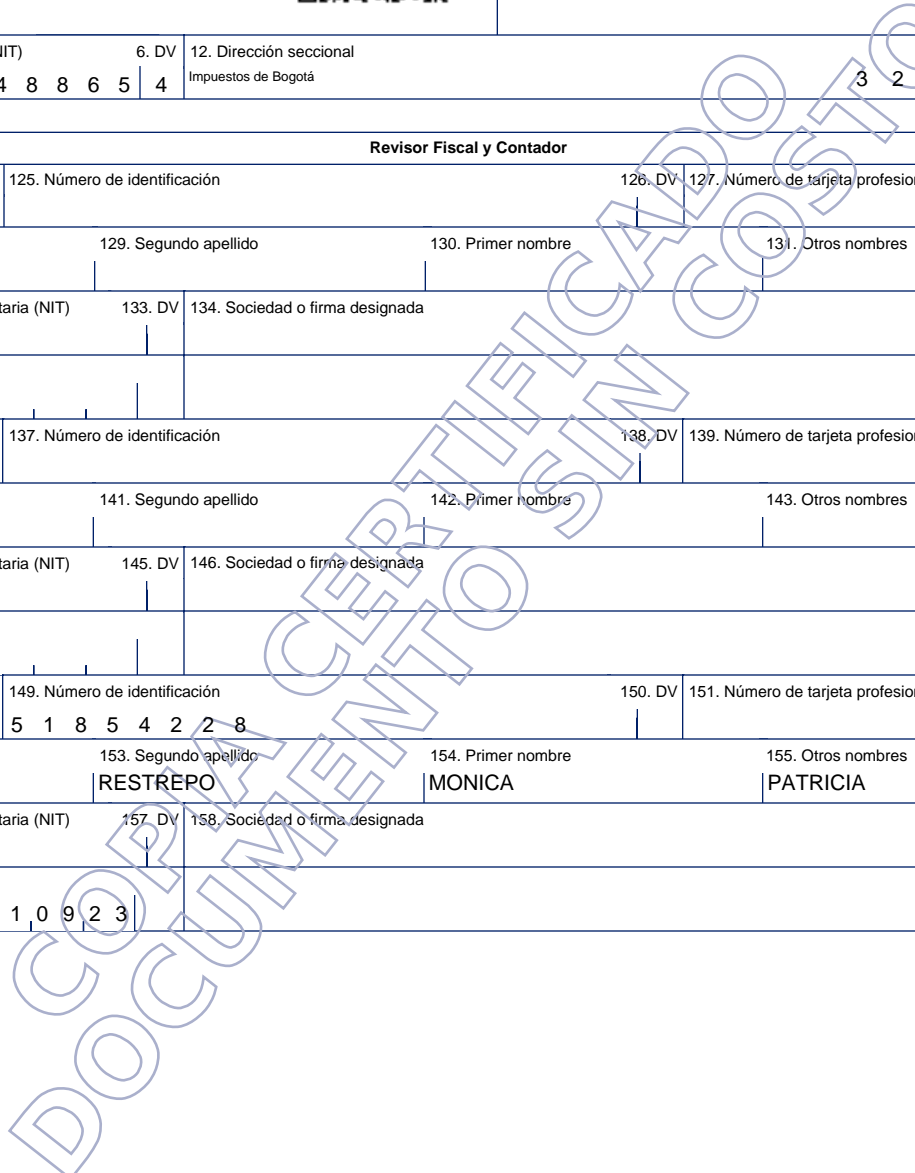 NIT) 6. DV 12. Dirección seccional
4 8 8 6 5 4 Impuestos de Bogotá 3 2
Revisor Fiscal y Contador
125. Número de identificación 126. DV 127. Número de tarjeta profesion
129. Segundo apellido 130. Primer nombre 131. Otros nombres
taria (NIT) 133. DV 134. Sociedad o firma designada
137. Número de identificación 138. DV 139. Número de tarjeta profesion
141. Segundo apellido 142. Primer nombre 143. Otros nombres
taria (NIT) 145. DV 146. Sociedad o firma designada
149. Número de identificación 150. DV 151. Número de tarjeta profesion
5 1 8 5 4 2 2 8
153. Segundo apellido 154. Primer nombre 155. Otros nombres
RESTREPO MONICA PATRICIA
taria (NIT) 157. DV 158. Sociedad o firma designada
1 0 9 2 3
COPIA CERTIFICADO
DOCUMENTO SIN COSTO